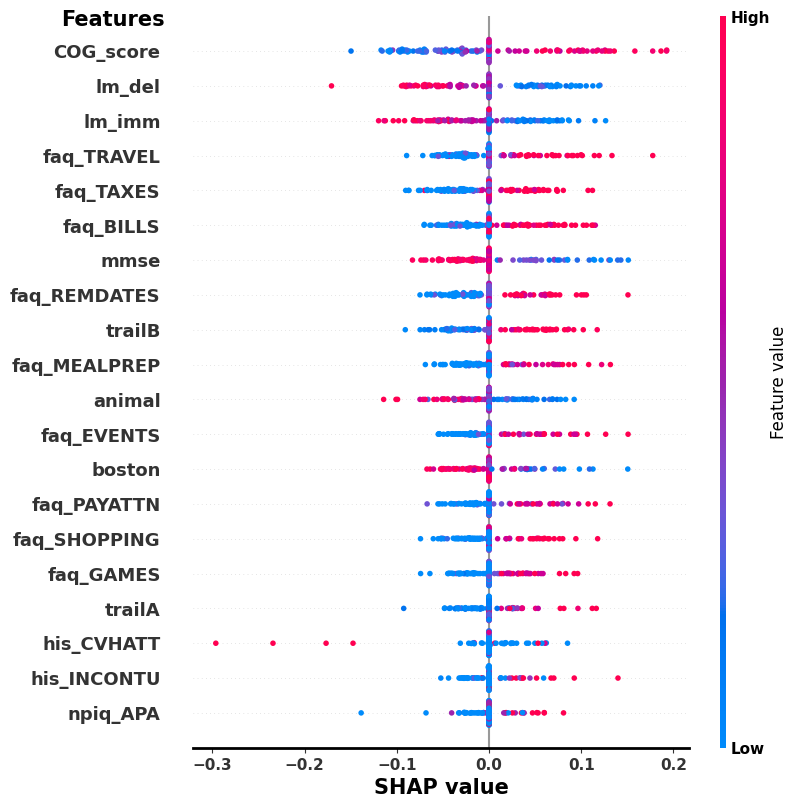 Features
High
COG_score
lm_del
lm_imm
faq_TRAVEL
faq_TAXES
faq_BILLS
mmse
faq_REMDATES
trailB
faq_MEALPREP
animal
faq_EVENTS
boston
faq_PAYATTN
faq_SHOPPING
faq_GAMES
trailA
his_CVHATT
his_INCONTU
npiq_APA
Feature value
Low
−0.3 −0.2 −0.1 0.0 0.1 0.2
SHAP value